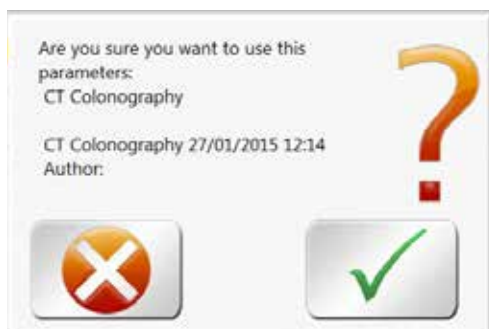 Are you sure you want to use this
parameters:
CT Colonography
CT Colonography 27/01/2015 12:14
Author: